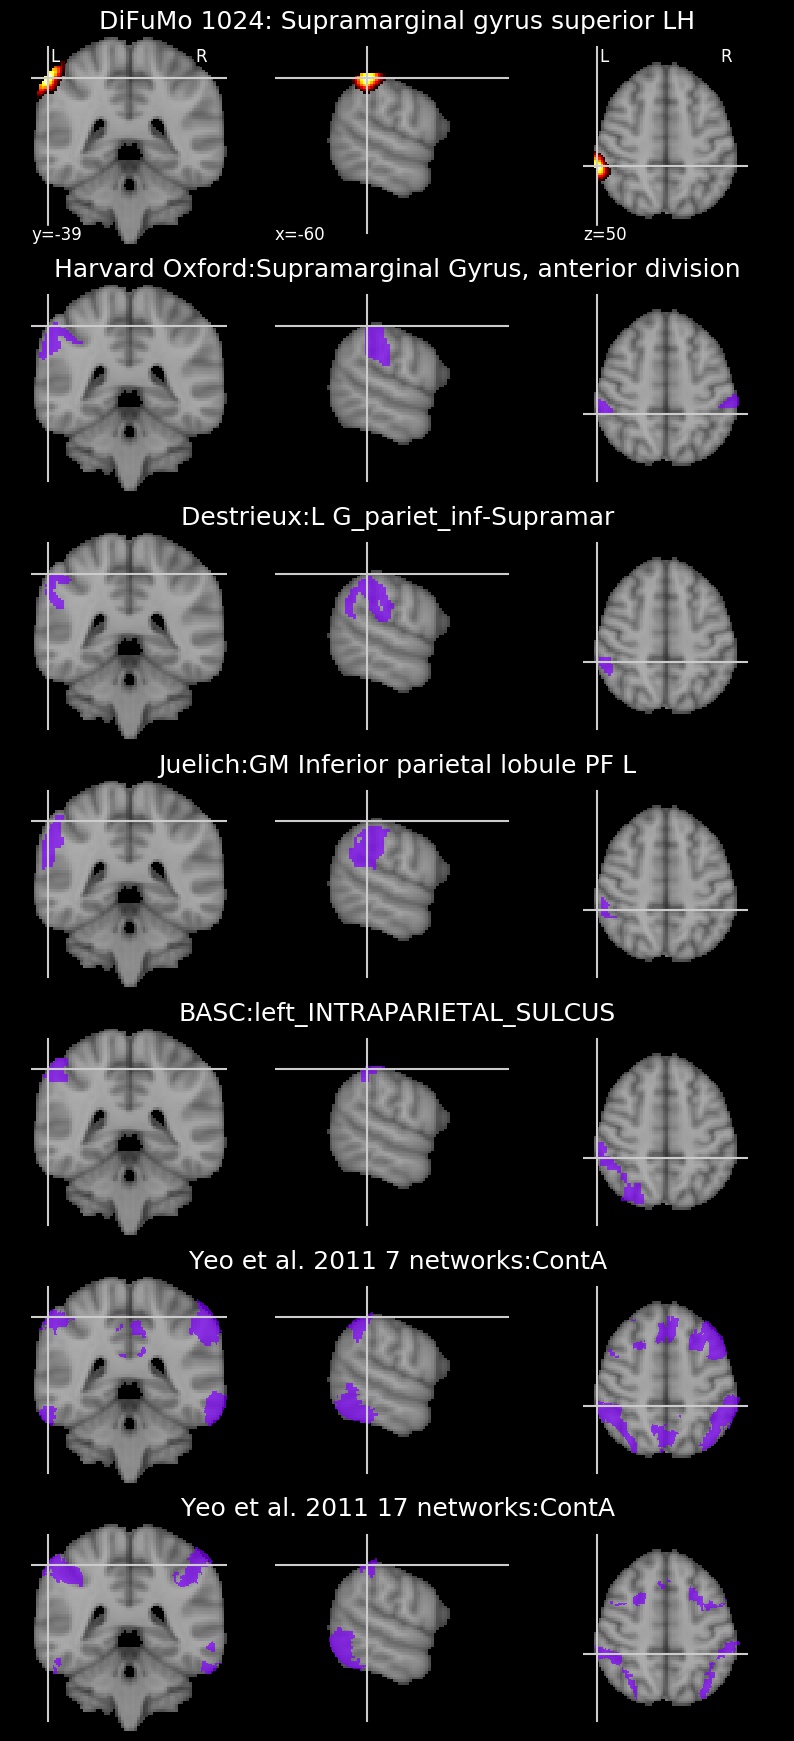 DiFuMo 1024: Supramarginal gyrus superior LH
L R L R
y=-39 x=-60 z=50
Harvard Oxford:Supramarginal Gyrus, anterior division
Destrieux:L G_pariet_inf-Supramar
Juelich:GM Inferior parietal lobule PF L
BASC:left_INTRAPARIETAL_SULCUS
Yeo et al. 2011 7 networks:ContA
Yeo et al. 2011 17 networks:ContA